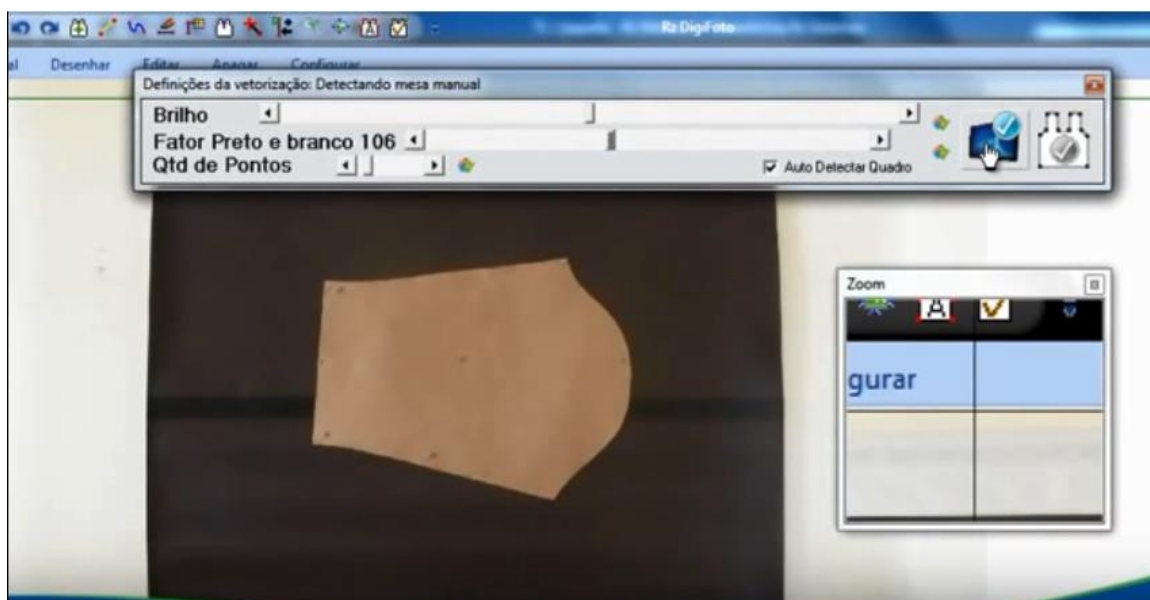 Rz DigiFoto
al Desenhar Editar Apagar Configurar
Definições da vetorização: Detectando mesa manual
Brilho
Fator Preto e branco 106
Qtd de Pontos
Auto Detectar Quadro
Zoom
A
gurar